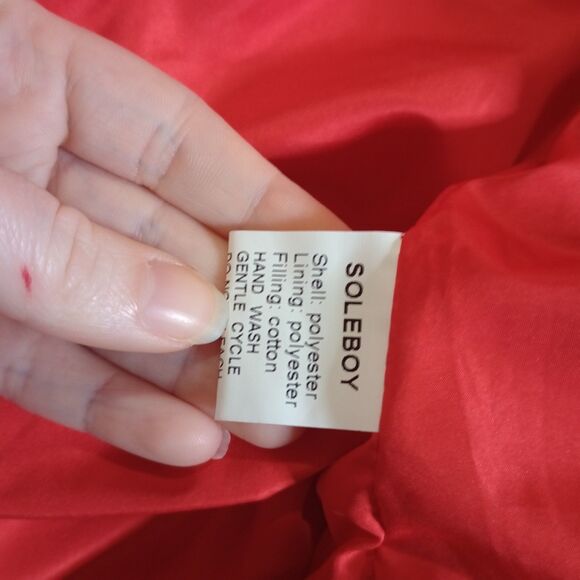 SOLEBOY
Shell: polyester
Lining: polyester
Filling: cotton
HAND WASH
GENTLE CYCLE